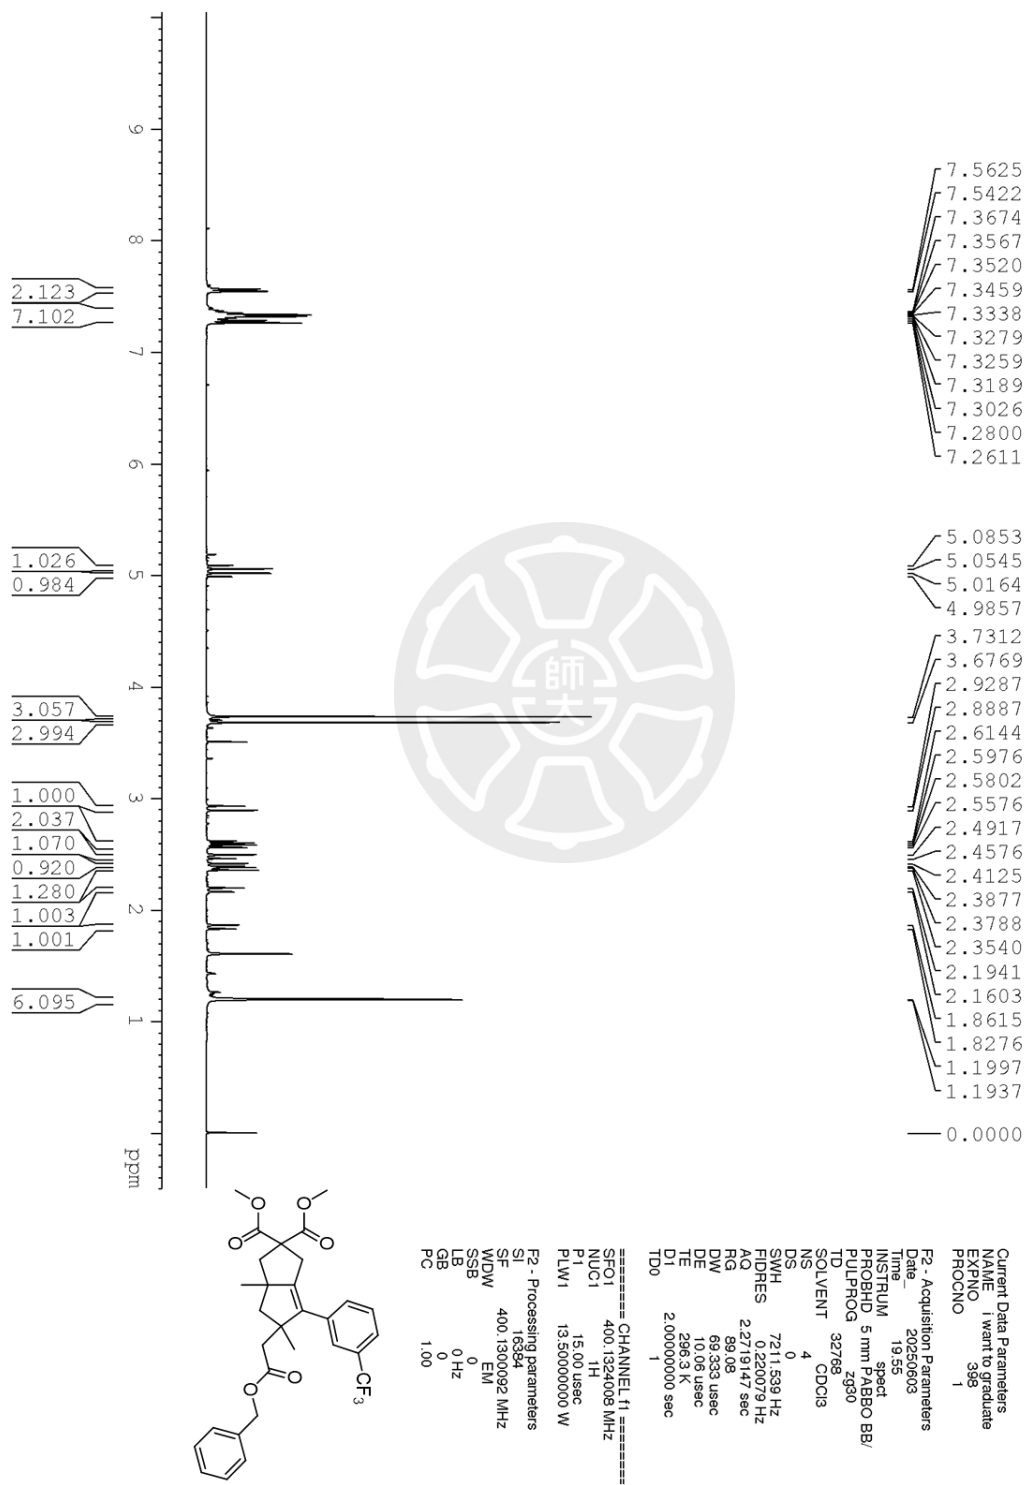 7.5625
7.5422
7.3674
7.3567
7.3520
7.3459
7.3338
7.3279
7.3259
7.3189
7.3026
7.2800
7.2611
5.0853
5.0545
5.0164
4.9857
3.7312
3.6769
2.9287
2.8887
2.6144
2.5976
2.5802
2.5576
2.4917
2.4576
2.4125
2.3877
2.3788
2.3540
2.1941
2.1603
1.8615
1.8276
1.1997
1.1937
0.0000
9
8
7
6
5
4
3
2
1
ppm
2.123
7.102
1.026
0.984
3.057
2.994
1.000
2.037
1.070
0.920
1.280
1.003
1.001
6.095
師
大
Current Data Parameters
NAME i want to graduate
EXPNO 398
PROCNO 1
F2 - Acquisition Parameters
Date_ 20250603
Time 19.55
INSTRUM spect
PROBHD 5 mm PABBO BB/
PULPROG zg30
TD 32768
SOLVENT CDCl3
NS 4
DS 0
SWH 7211.539 Hz
FIDRES 0.220079 Hz
AQ 2.2719147 sec
RG 89.08
DW 69.333 usec
DE 10.06 usec
TE 296.3 K
D1 2.00000000 sec
TD0 1
======== CHANNEL f1 ========
SFO1 400.1324008 MHz
NUC1 1H
P1 15.00 usec
PLW1 13.50000000 W
F2 - Processing parameters
SI 16384
SF 400.1300092 MHz
WDW EM
SSB 0
LB 0 Hz
GB 0
PC 1.00
O
O
O
O
CF3
O
O